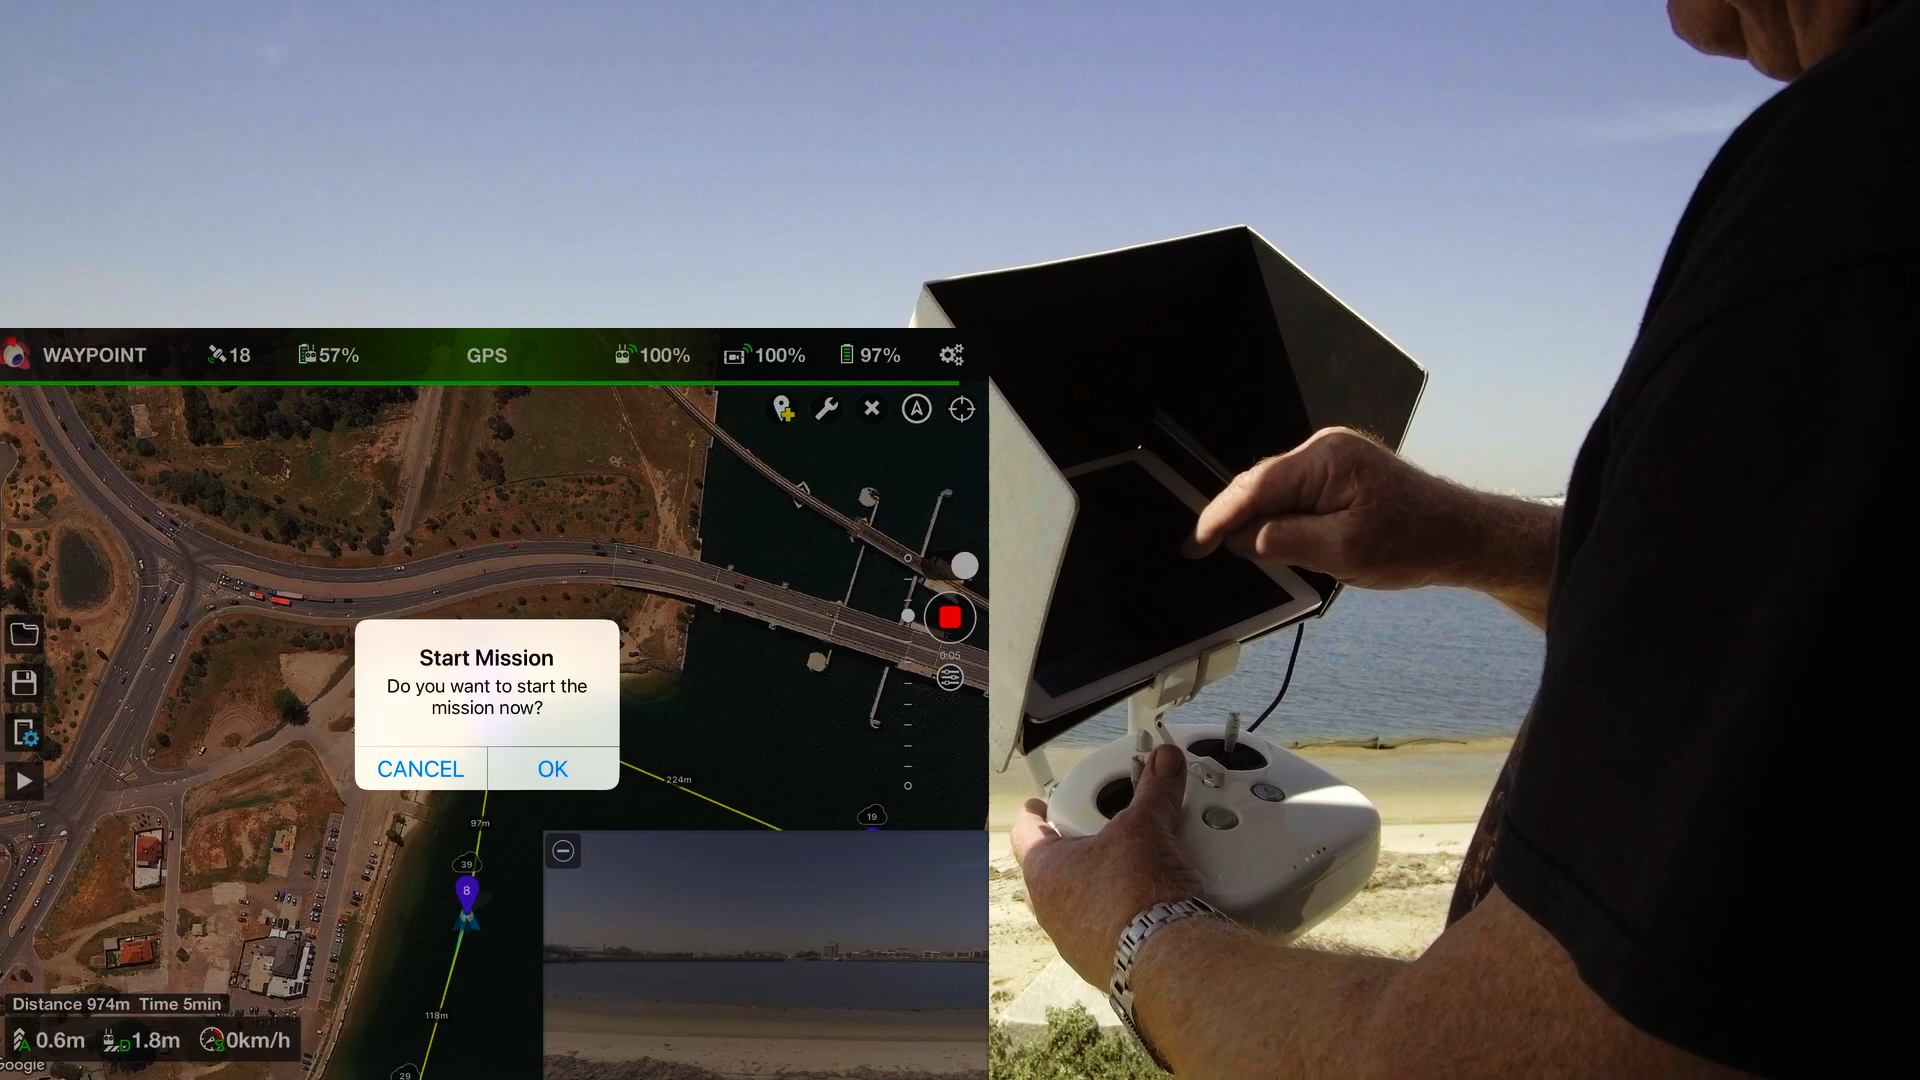 WAYPOINT 18 57% GPS 100% 100% 97%
0:05
Start Mission
Do you want to start the
mission now?
CANCEL OK
224m
97m
19
39
8
Distance 974m Time 5min
118m
A 0.6m D 1.8m S 0km/h
Google
29